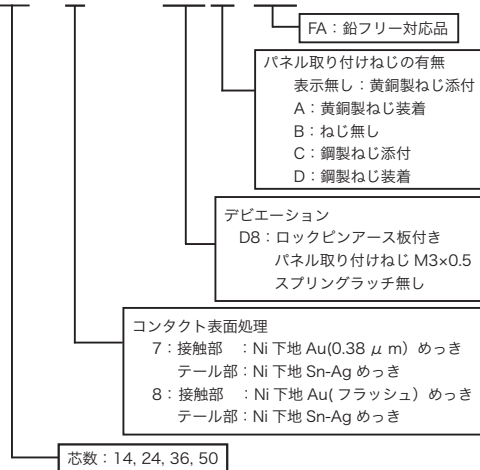 FA：鉛フリー対応品
パネル取り付けねじの有無
表示無し：黄銅製ねじ添付
A：黄銅製ねじ装着
B：ねじ無し
C：鋼製ねじ添付
D：鋼製ねじ装着
デビエーション
D8：ロックピンアース板付き
パネル取り付けねじ M3×0.5
スプリングラッチ無し
コンタクト表面処理
7：接触部　：Ni 下地 Au(0.38 μ m）めっき
テール部：Ni 下地 Sn-Ag めっき
8：接触部　：Ni 下地 Au( フラッシュ）めっき
テール部：Ni 下地 Sn-Ag めっき
芯数：14, 24, 36, 50